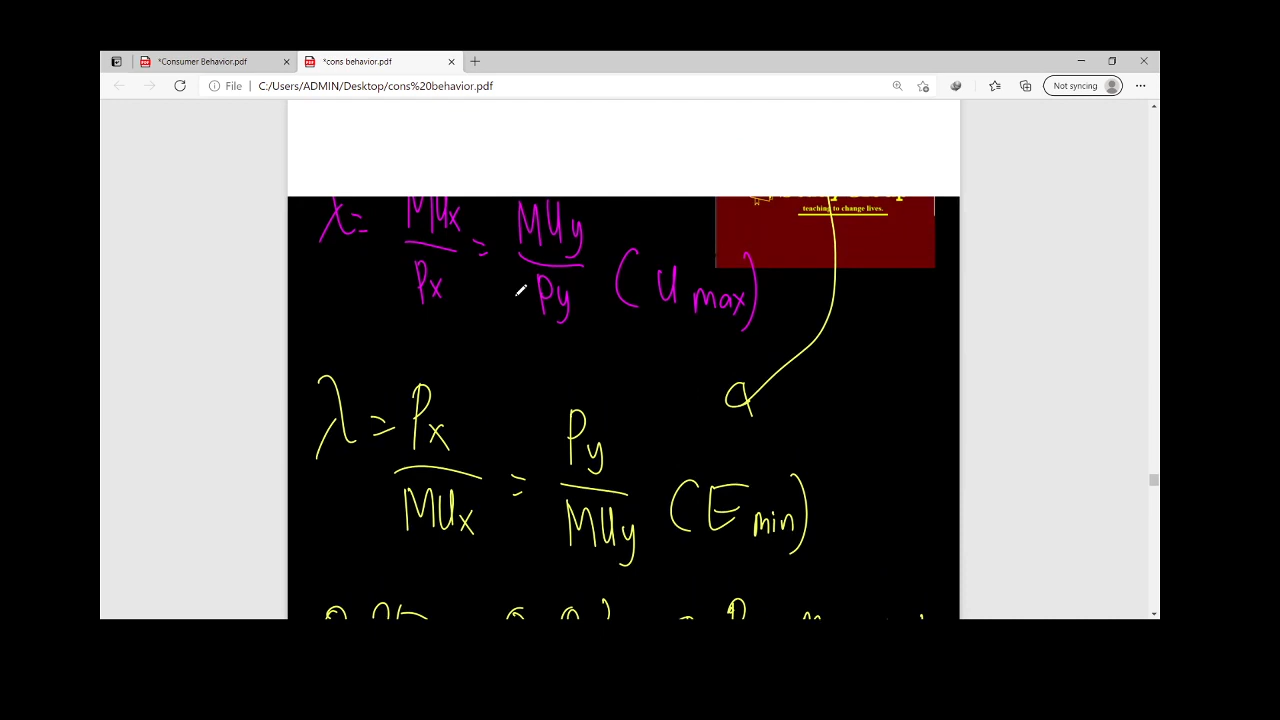 *Consumer Behavior.pdf
*cons behavior.pdf
File
C:/Users/ADMIN/Desktop/cons%20behavior.pdf
Not syncing
teaching to change lives.
λ = MUx / Px = MUy / Py (U max)
λ = Px / MUx = Py / MUy (E min)